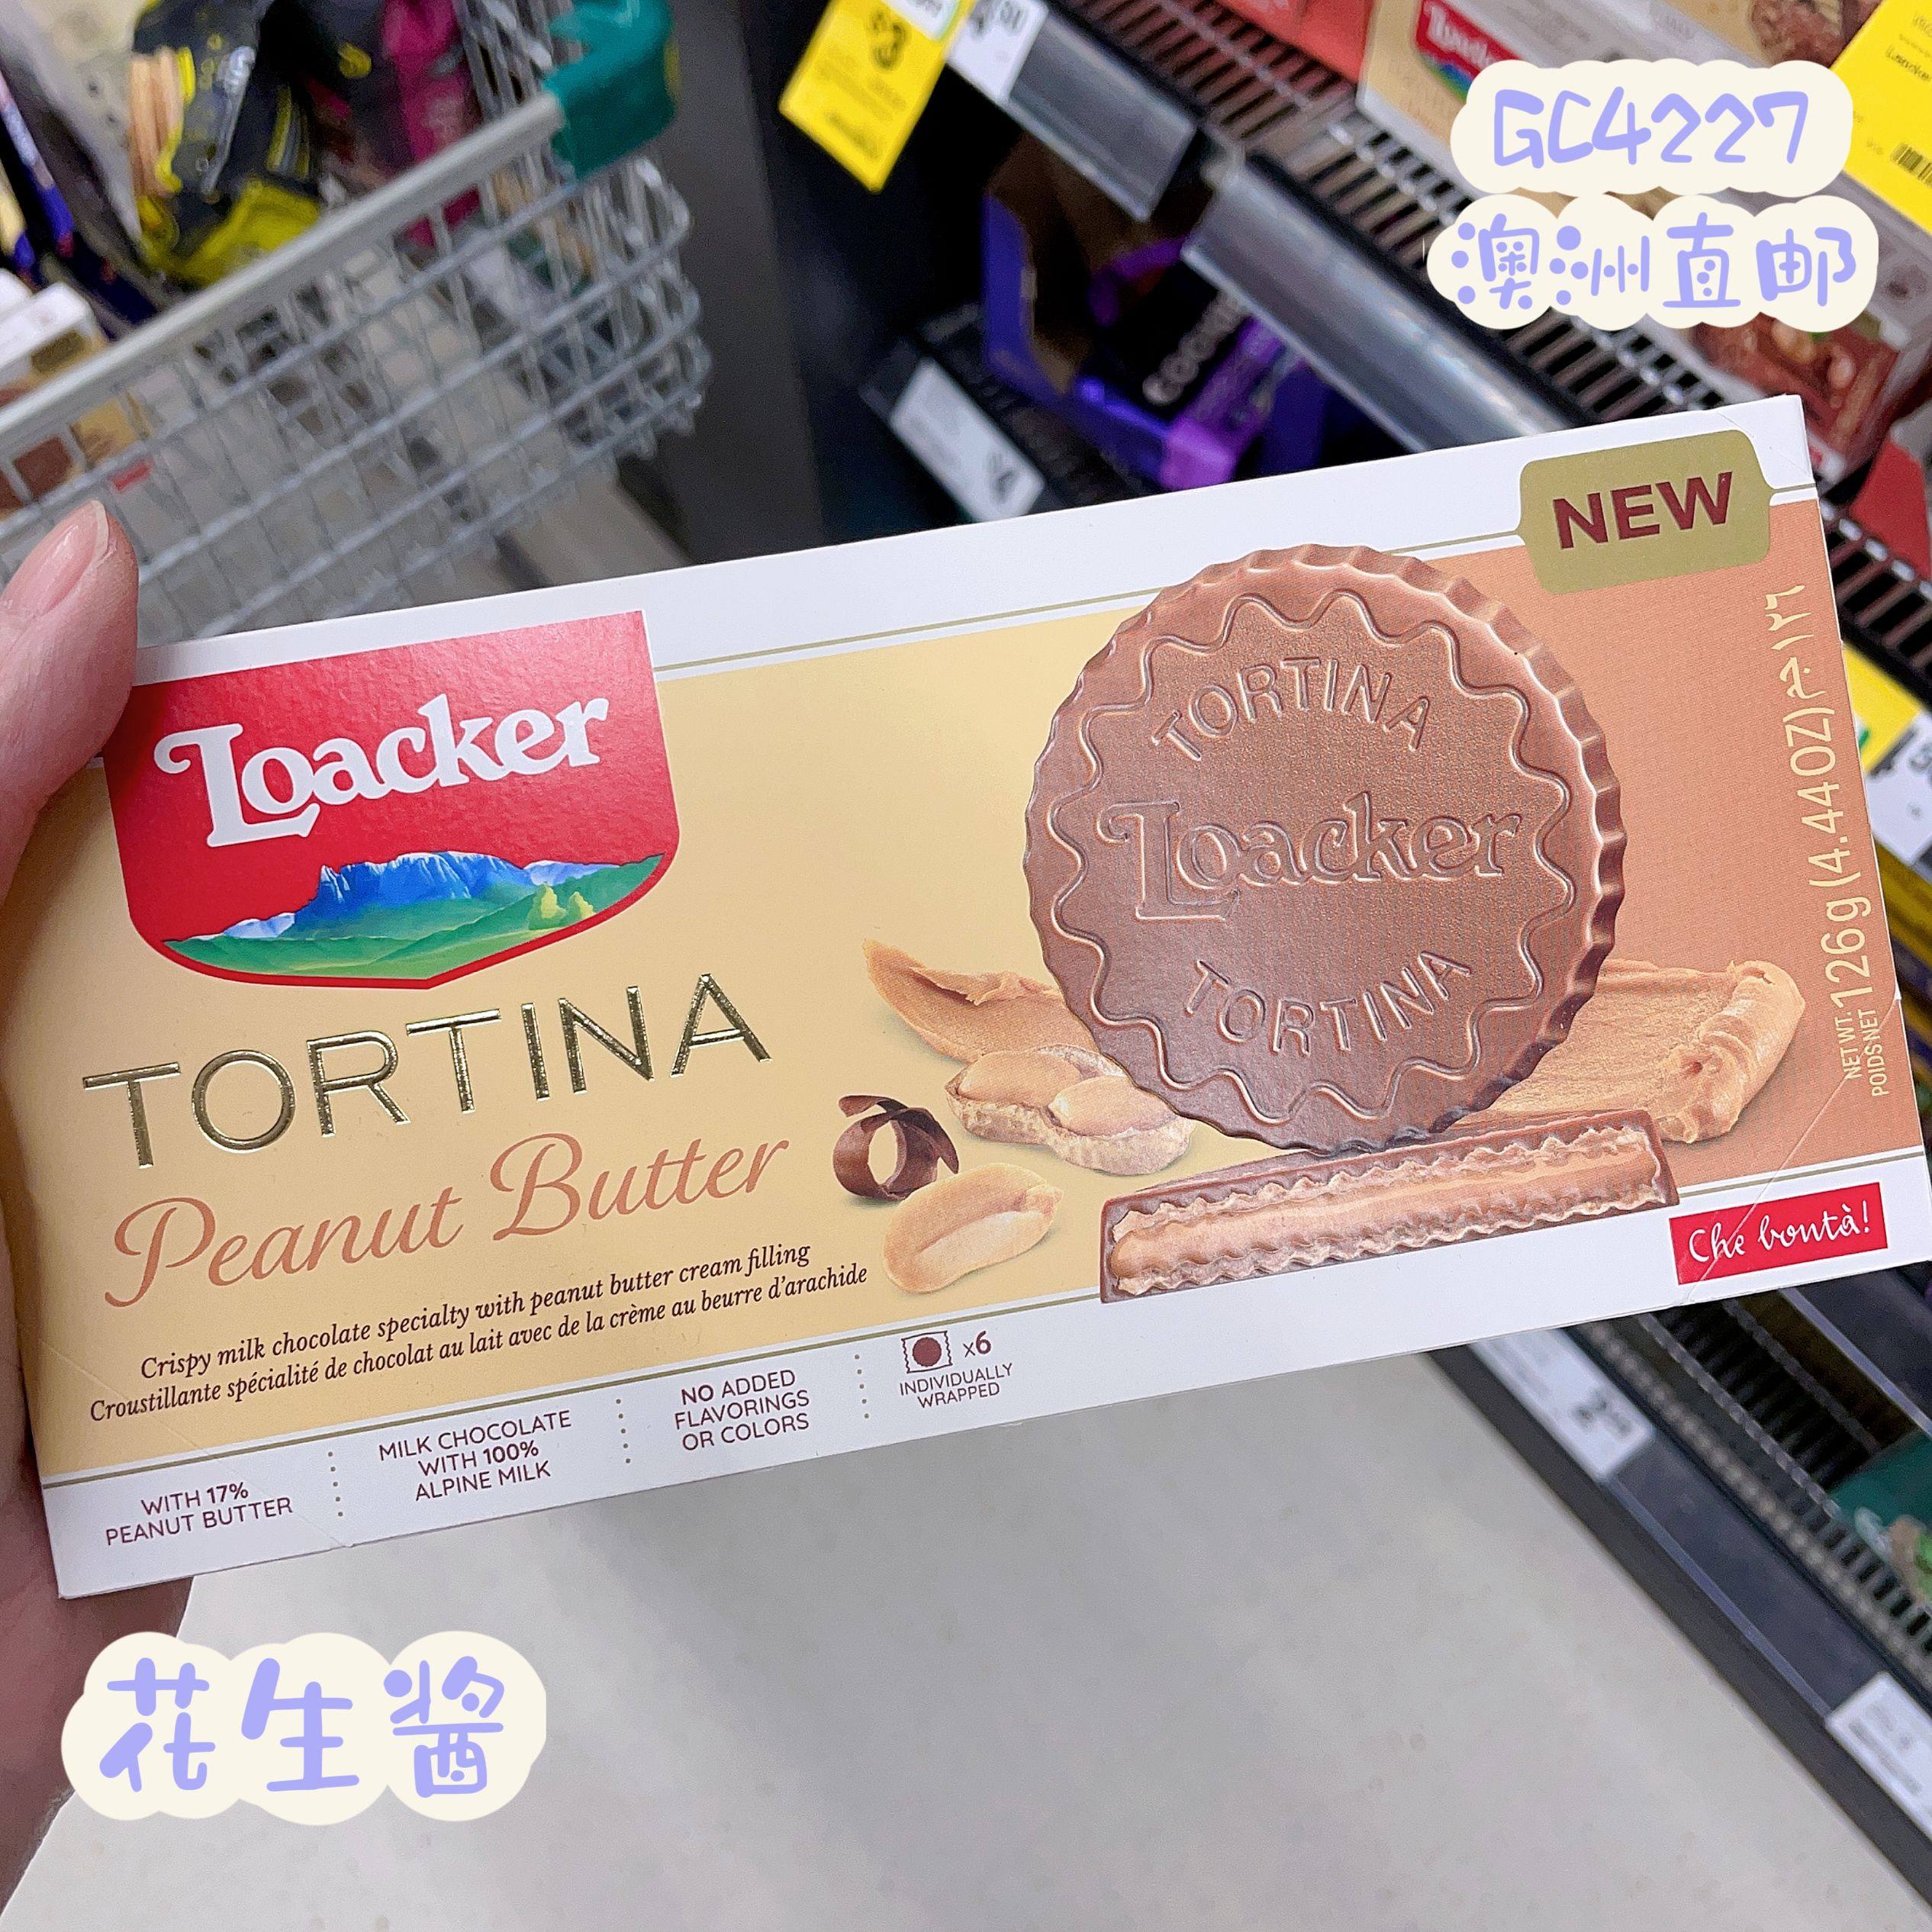 $3
GC4227
澳洲直邮
NEW
Loacker
TORTINA
Peanut Butter
Crispy milk chocolate specialty with peanut butter cream filling
Croustillante spécialité de chocolat au lait avec de la crème au beurre d'arachide
WITH 17%
PEANUT BUTTER
MILK CHOCOLATE
WITH 100%
ALPINE MILK
NO ADDED
FLAVORINGS
OR COLORS
x6
INDIVIDUALLY
WRAPPED
TORTINA
Loacker
TORTINA
NET WT. 126g (4.44OZ) ١٢٦ جم
POIDS NET
Che bontà!
花生酱